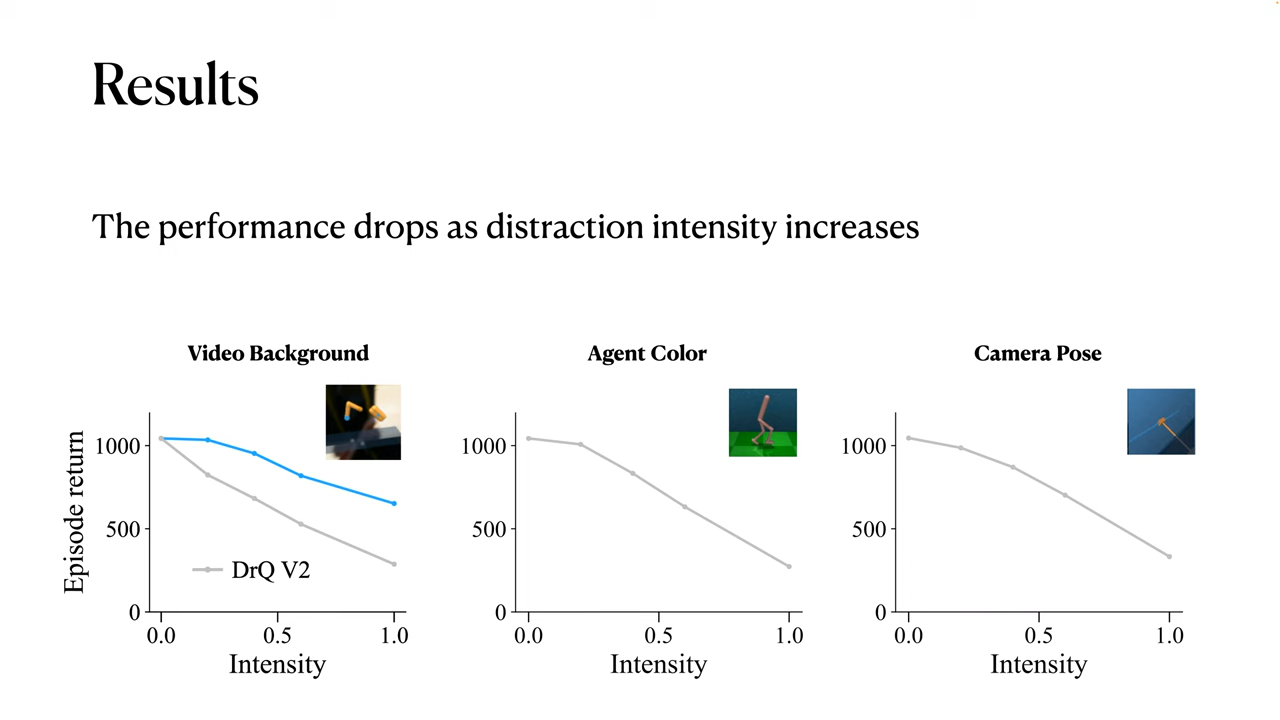 Results
The performance drops as distraction intensity increases
Video Background
Agent Color
Camera Pose
Episode return
1000
500
0
0.0
0.5
1.0
Intensity
DrQ V2
1000
500
0
0.0
0.5
1.0
Intensity
1000
500
0
0.0
0.5
1.0
Intensity